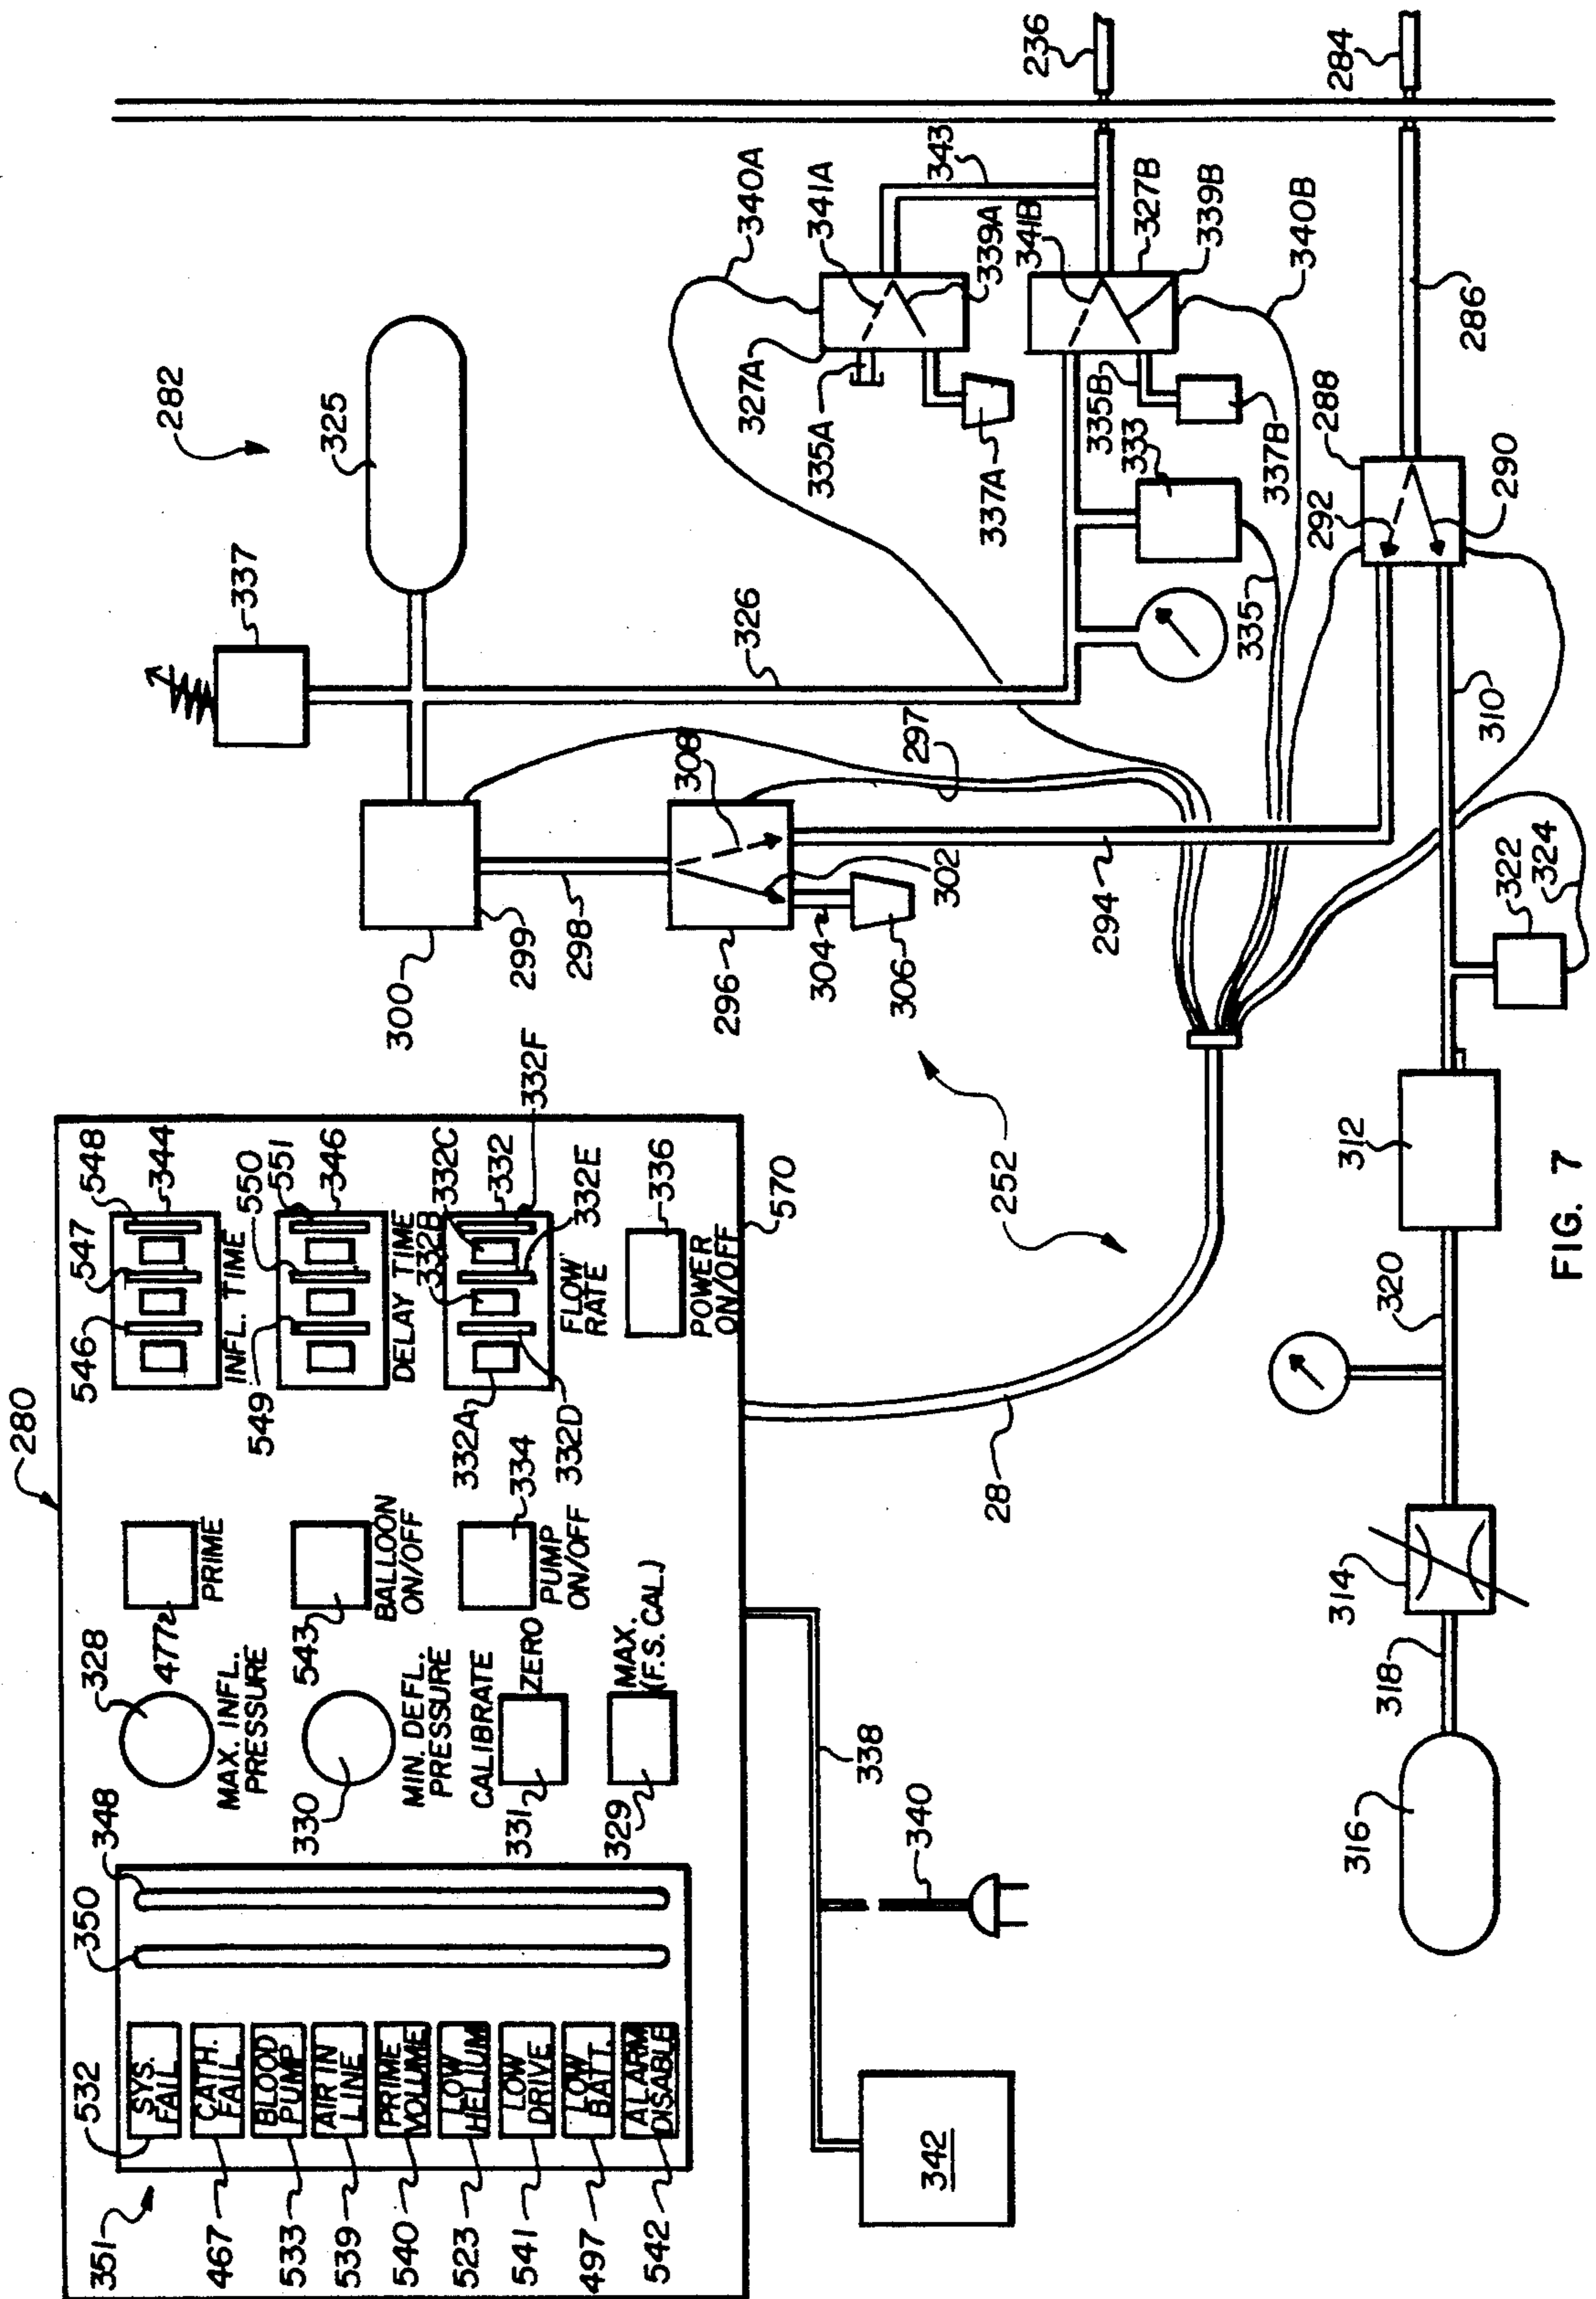 280
351
532
SYS.
FAIL
467
CATH.
FAIL
533
BLOOD
PUMP
539
AIR IN
LINE
540
PRIME
VOLUME
523
LOW
HELIUM
541
LOW
DRIVE
497
LOW
BATT.
542
ALARM
DISABLE
350
348
328
MAX. INFL.
PRESSURE
330
MIN. DEFL.
PRESSURE
CALIBRATE
331
ZERO
329
MAX.
(F.S. CAL)
477
PRIME
543
BALLOON
ON/OFF
334
PUMP
ON/OFF
546
547
548
344
INFL. TIME
549
550
551
346
DELAY TIME
332A
332B
332C
332D
332E
332F
332
FLOW
RATE
336
POWER
ON/OFF
570
338
340
342
28
252
282
300
299
298
296
308
302
304
306
297
294
337
325
326
327A
335A
337A
340A
341A
339A
343
236
341B
327B
339B
340B
335B
333
337B
335
284
286
288
292
290
310
322
324
312
320
314
318
316
FIG. 7